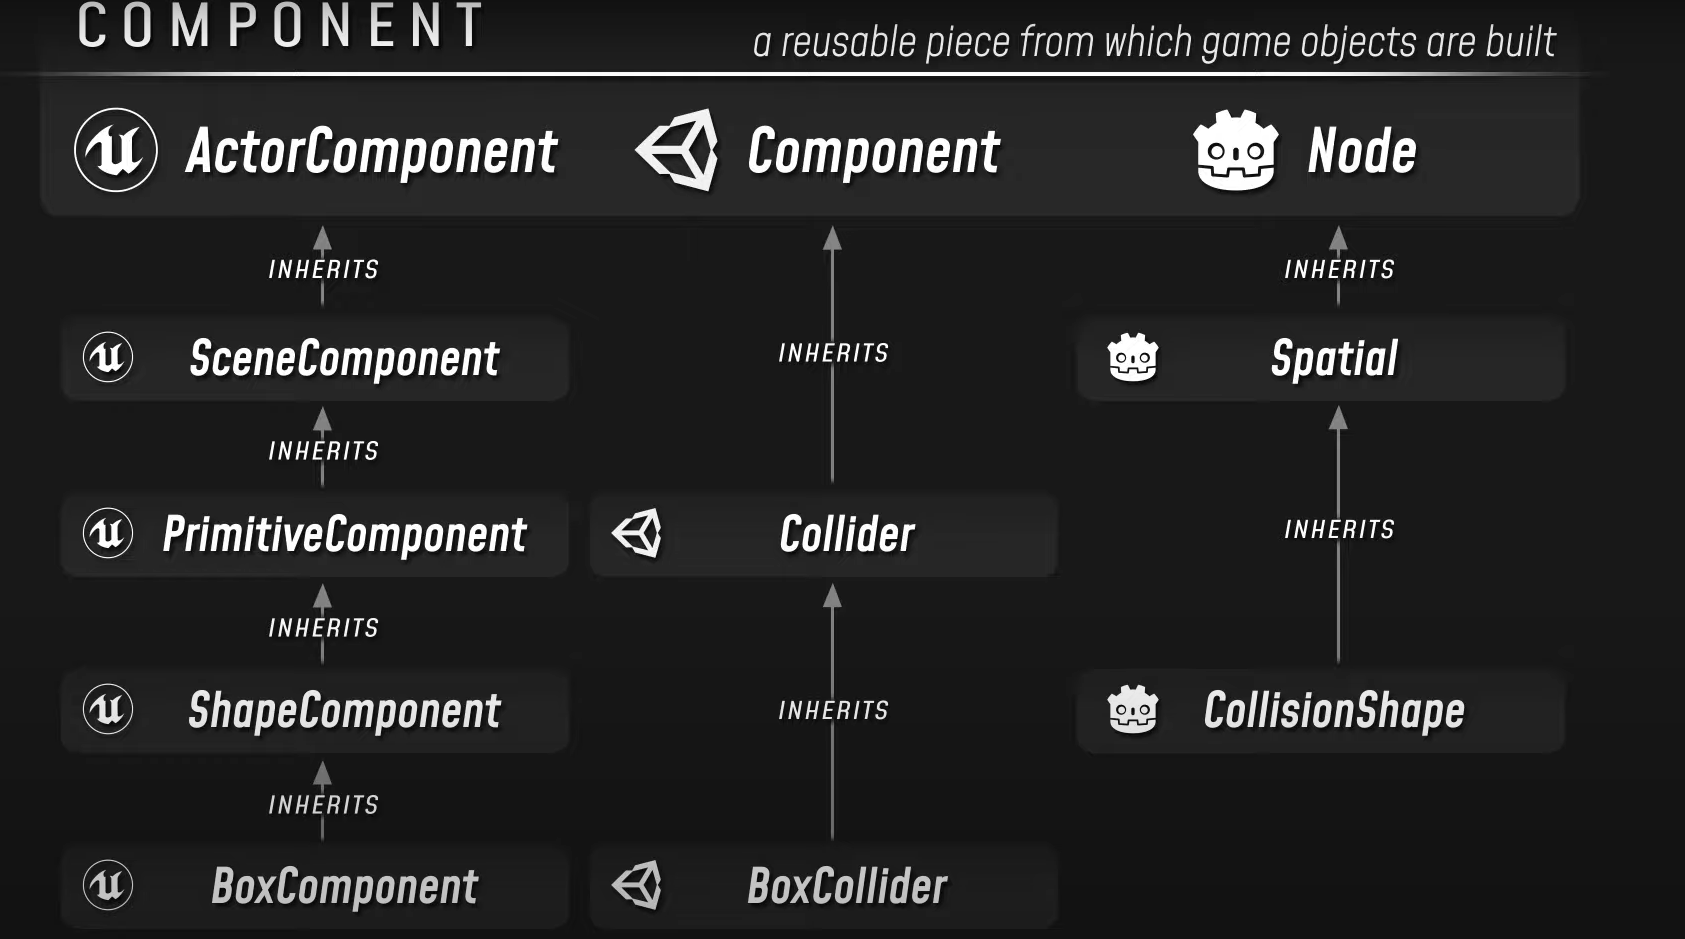 COMPONENT
a reusable piece from which game objects are built
ActorComponent Component Node
INHERITS INHERITS
SceneComponent INHERITS Spatial
INHERITS
PrimitiveComponent Collider INHERITS
INHERITS
ShapeComponent INHERITS CollisionShape
INHERITS
BoxComponent BoxCollider